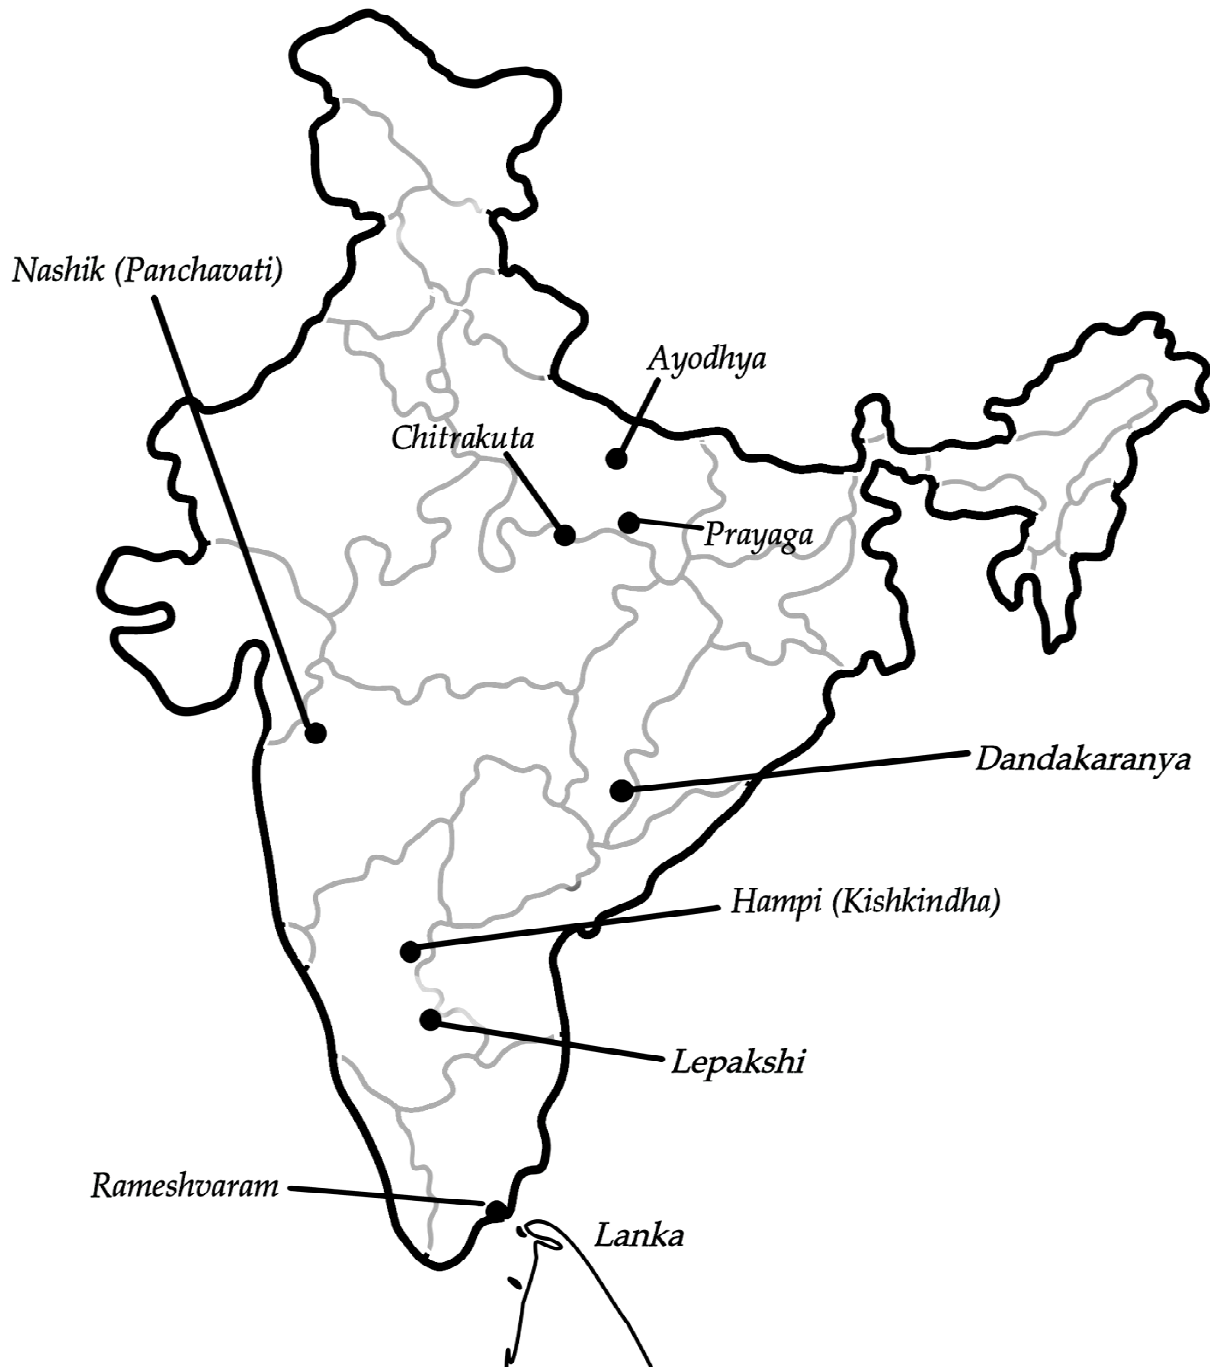 Nashik (Panchavati)
Ayodhya
Chitrakuta
Prayaga
Dandakaranya
Hampi (Kishkindha)
Lepakshi
Rameshvaram
Lanka